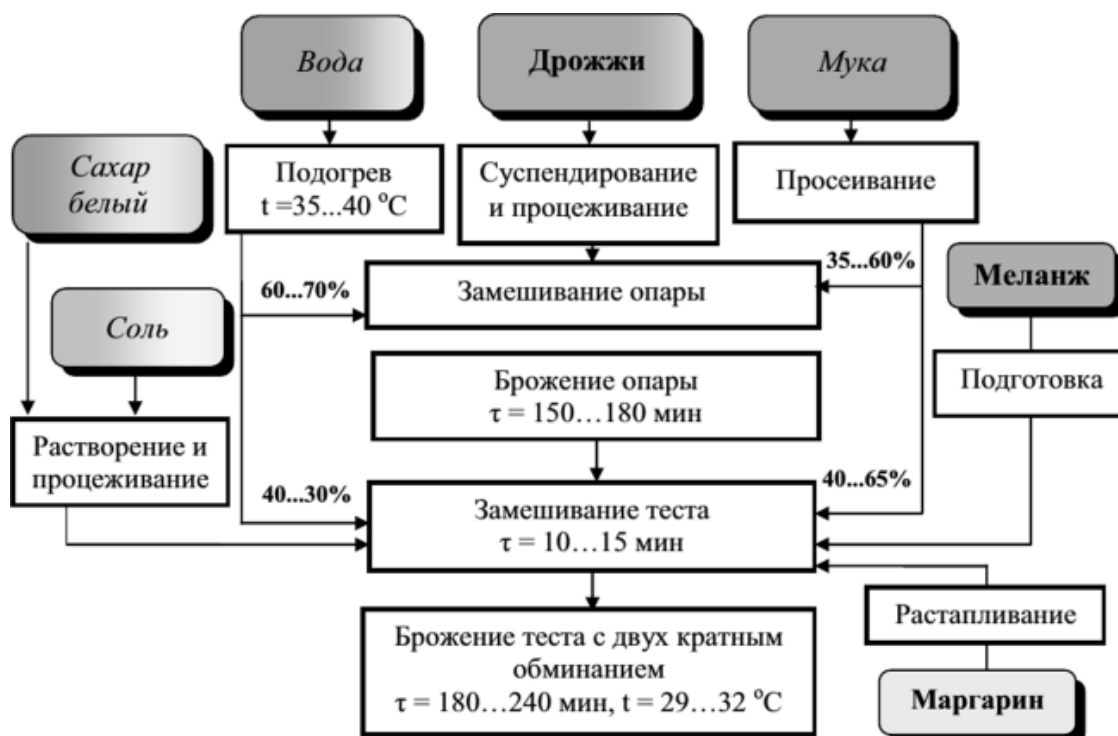 Вода
Дрожжи
Мука
Сахар
белый
Подогрев
t =35...40 °C
Суспендирование
и процеживание
Просеивание
Меланж
60...70%
35...60%
Замешивание опары
Соль
Подготовка
Брожение опары
τ = 150…180 мин
Растворение и
процеживание
40...30%
40...65%
Замешивание теста
τ = 10…15 мин
Растапливание
Брожение теста с двух кратным
обминанием
τ = 180…240 мин, t = 29…32 °C
Маргарин